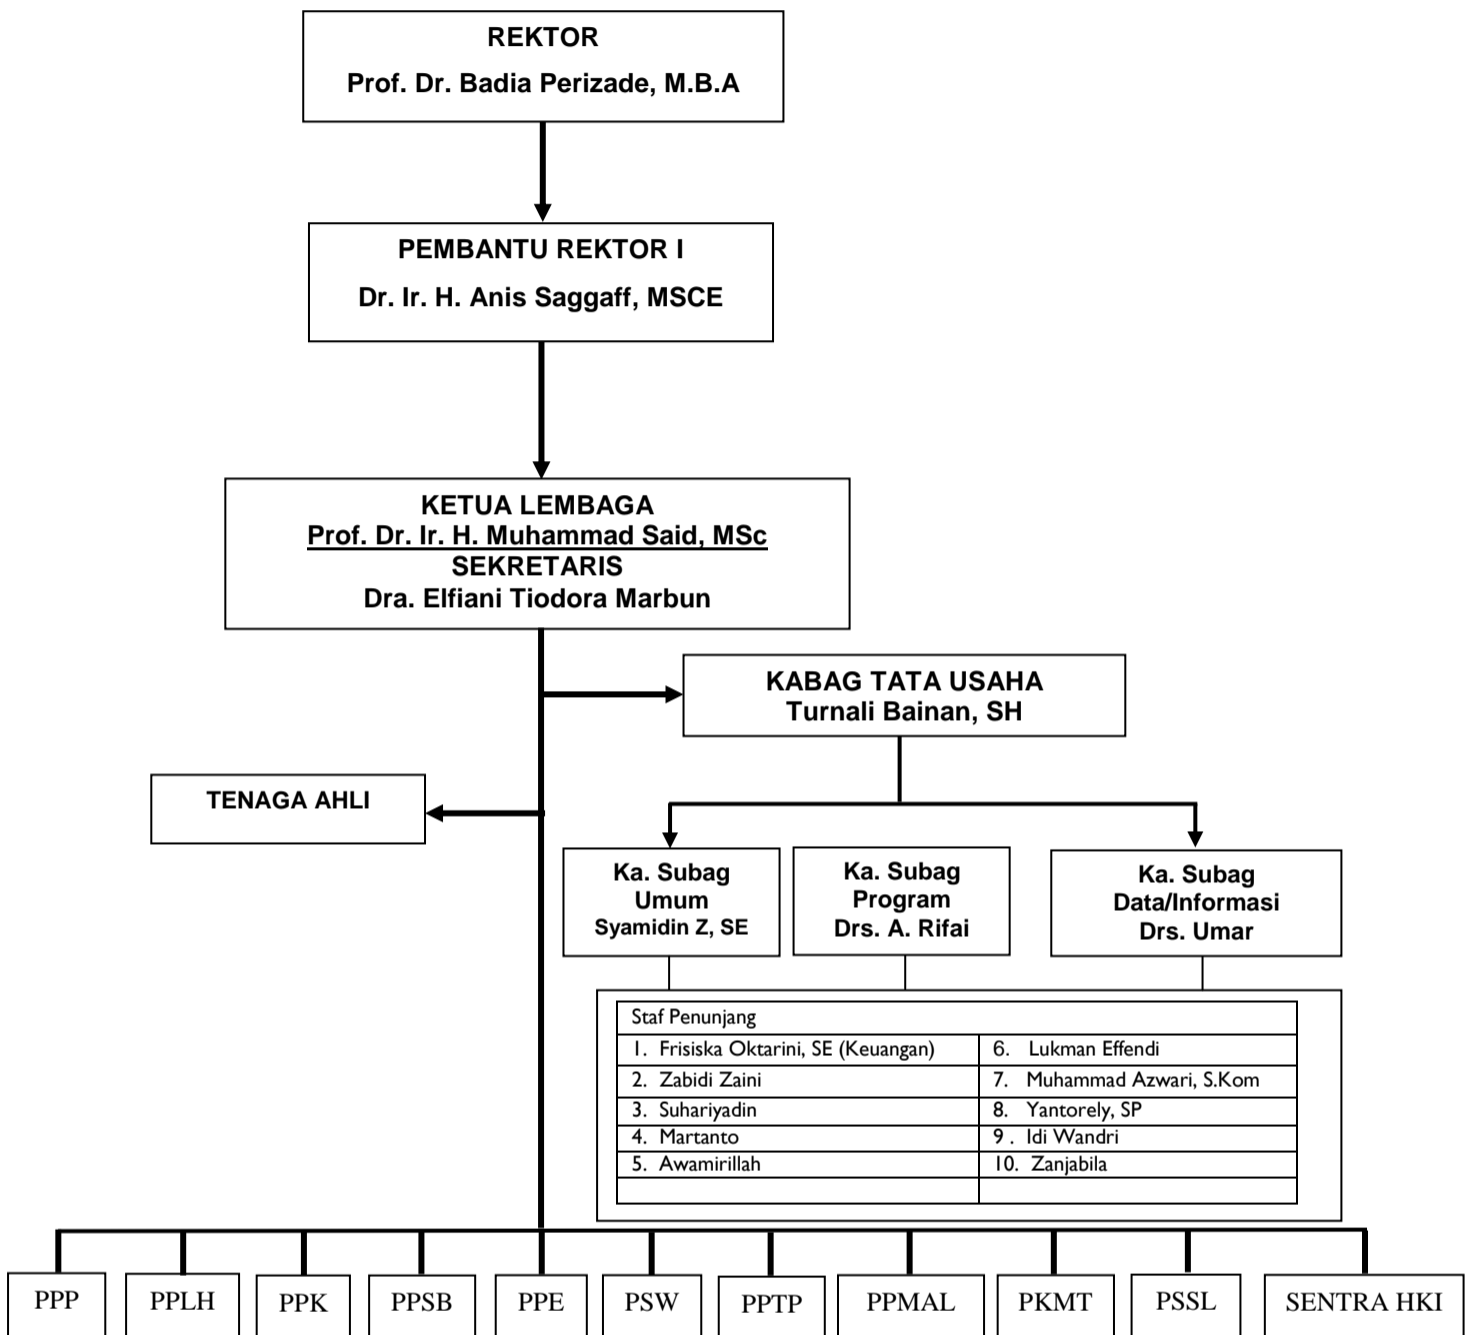 REKTOR
Prof. Dr. Badia Perizade, M.B.A
PEMBANTU REKTOR I
Dr. Ir. H. Anis Saggaff, MSCE
KETUA LEMBAGA
Prof. Dr. Ir. H. Muhammad Said, MSc
SEKRETARIS
Dra. Elfiani Tiodora Marbun
KABAG TATA USAHA
Turnali Bainan, SH
TENAGA AHLI
Ka. Subag
Umum
Syamidin Z, SE
Ka. Subag
Program
Drs. A. Rifai
Ka. Subag
Data/Informasi
Drs. Umar
Staf Penunjang
1. Frisiska Oktarini, SE (Keuangan)
6. Lukman Effendi
2. Zabidi Zaini
7. Muhammad Azwari, S.Kom
3. Suhariyadin
8. Yantorely, SP
4. Martanto
9 . Idi Wandri
5. Awamirillah
10. Zanjabila
PPP
PPLH
PPK
PPSB
PPE
PSW
PPTP
PPMAL
PKMT
PSSL
SENTRA HKI